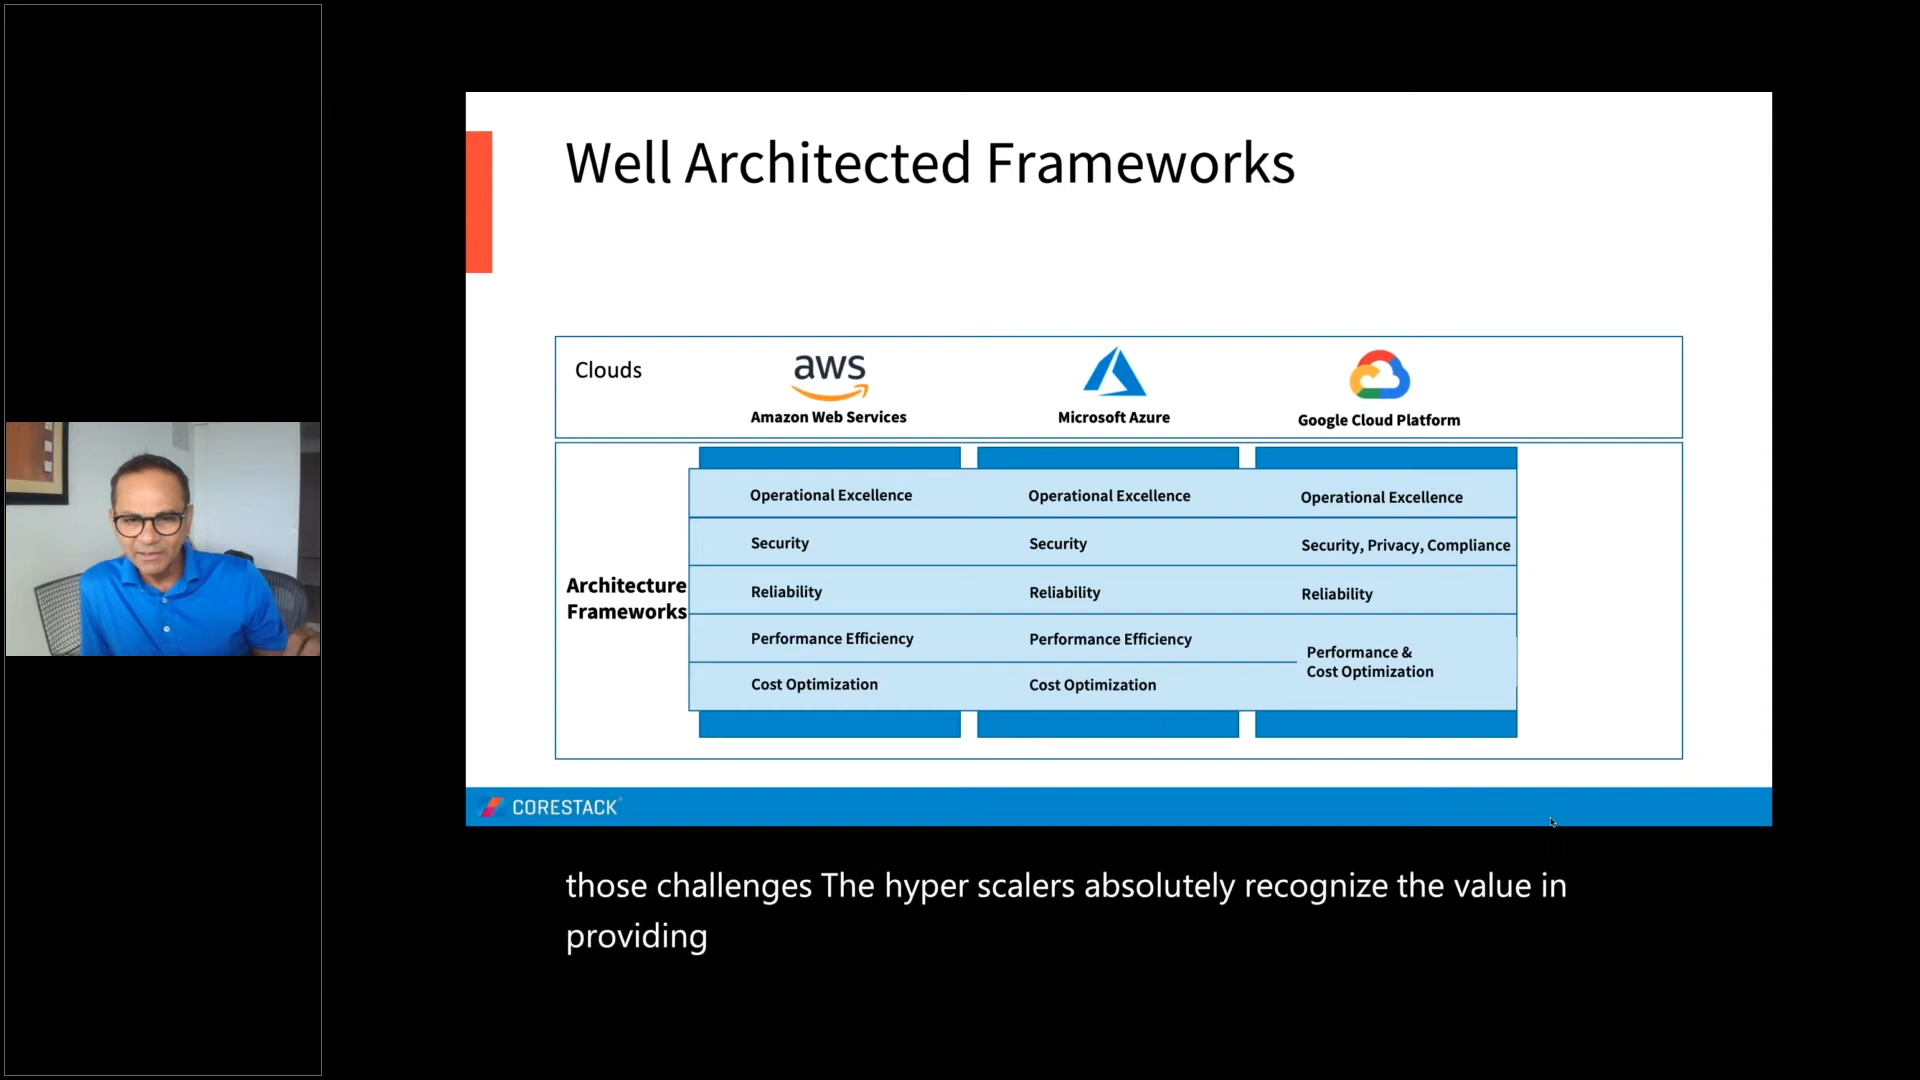 Well Architected Frameworks
Clouds
aws
Amazon Web Services
Microsoft Azure
Google Cloud Platform
Architecture
Frameworks
Operational Excellence
Operational Excellence
Operational Excellence
Security
Security
Security, Privacy, Compliance
Reliability
Reliability
Reliability
Performance Efficiency
Performance Efficiency
Performance &
Cost Optimization
Cost Optimization
Cost Optimization
CORESTACK
those challenges The hyper scalers absolutely recognize the value in
providing